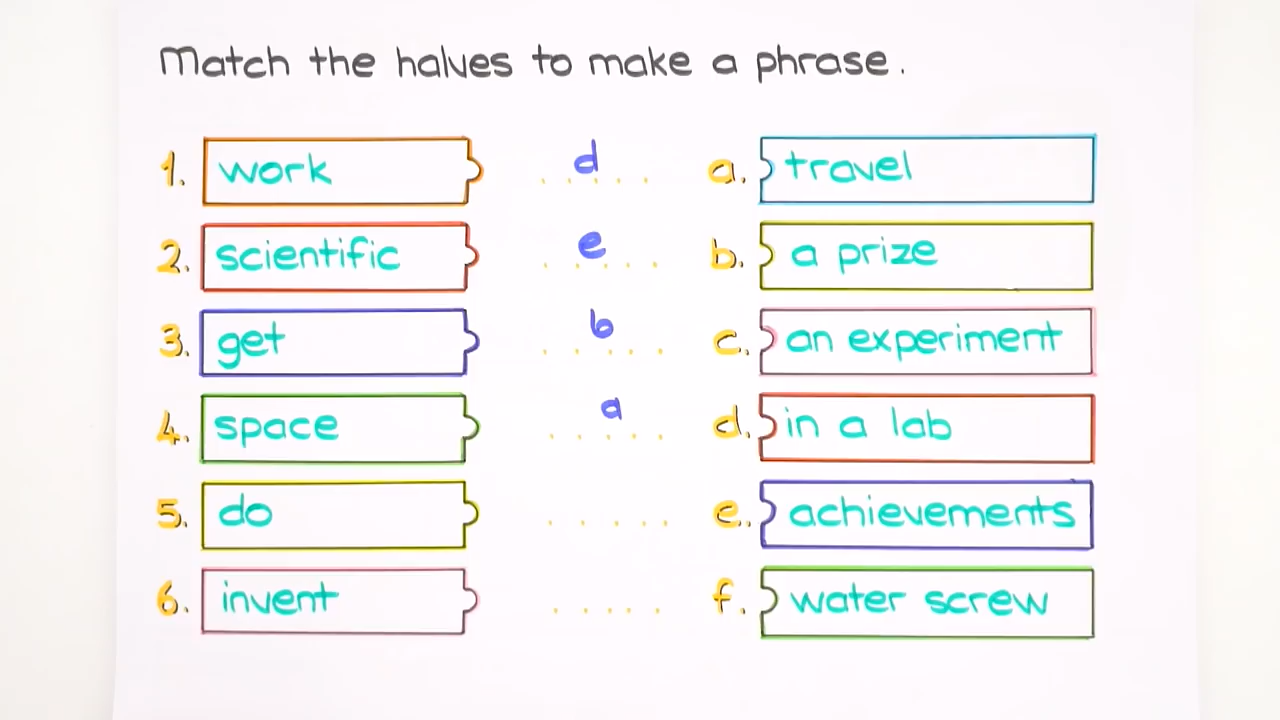 Match the halves to make a phrase.
1. work ..... d a. travel
2. scientific ..... e b. a prize
3. get ..... b c. an experiment
4. space ..... a d. in a lab
5. do ..... e. achievements
6. invent ..... f. water screw